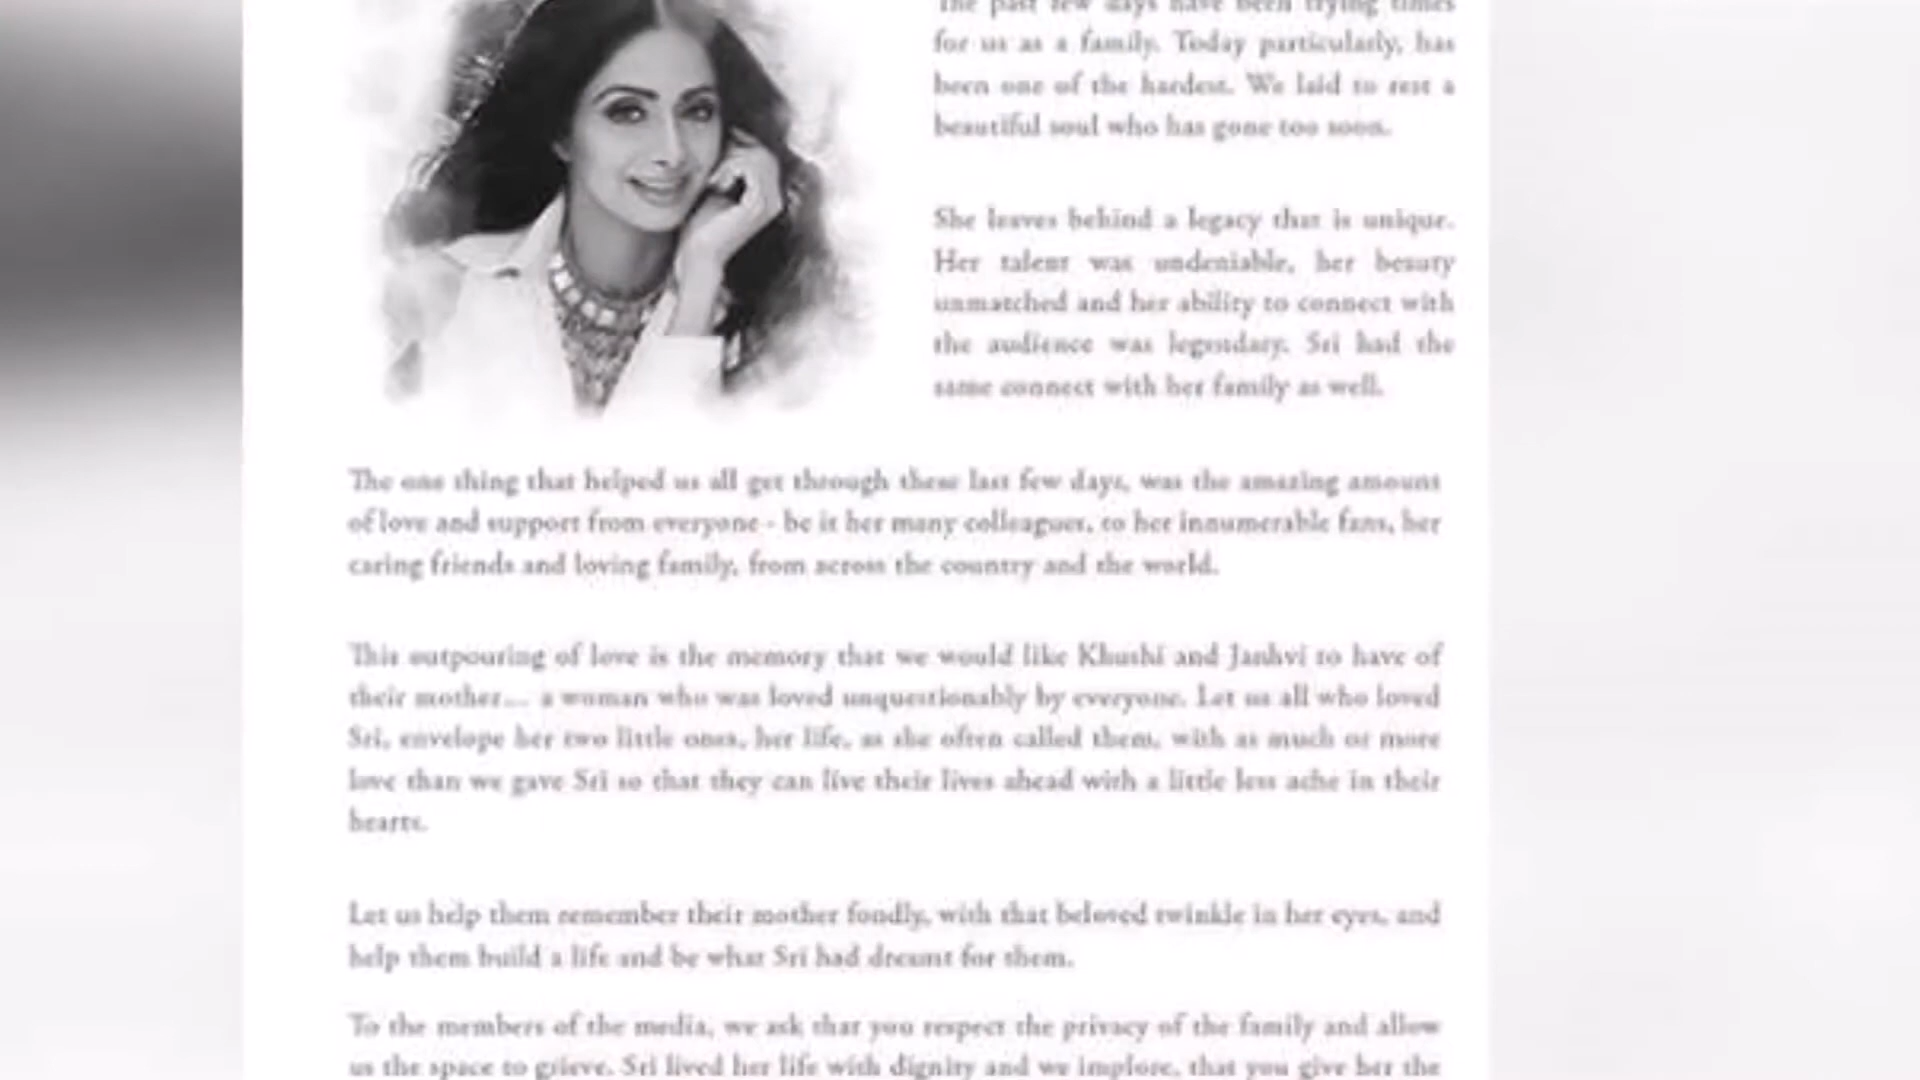 The past few days have been trying times
for us as a family. Today particularly, has
been one of the hardest. We laid to rest a
beautiful soul who has gone too soon.
She leaves behind a legacy that is unique.
Her talent was undeniable, her beauty
unmatched and her ability to connect with
the audience was legendary. Sri had the
same connect with her family as well.
The one thing that helped us all get through these last few days, was the amazing amount
of love and support from everyone - be it her many colleagues, to her innumerable fans, her
caring friends and loving family, from across the country and the world.
This outpouring of love is the memory that we would like Khushi and Janhvi to have of
their mother... a woman who was loved unquestionably by everyone. Let us all who loved
Sri, envelope her two little ones, her life, as she often called them, with as much or more
love than we gave Sri so that they can live their lives ahead with a little less ache in their
hearts.
Let us help them remember their mother fondly, with that beloved twinkle in her eyes, and
help them build a life and be what Sri had dreamt for them.
To the members of the media, we ask that you respect the privacy of the family and allow
us the space to grieve. Sri lived her life with dignity and we implore, that you give her the